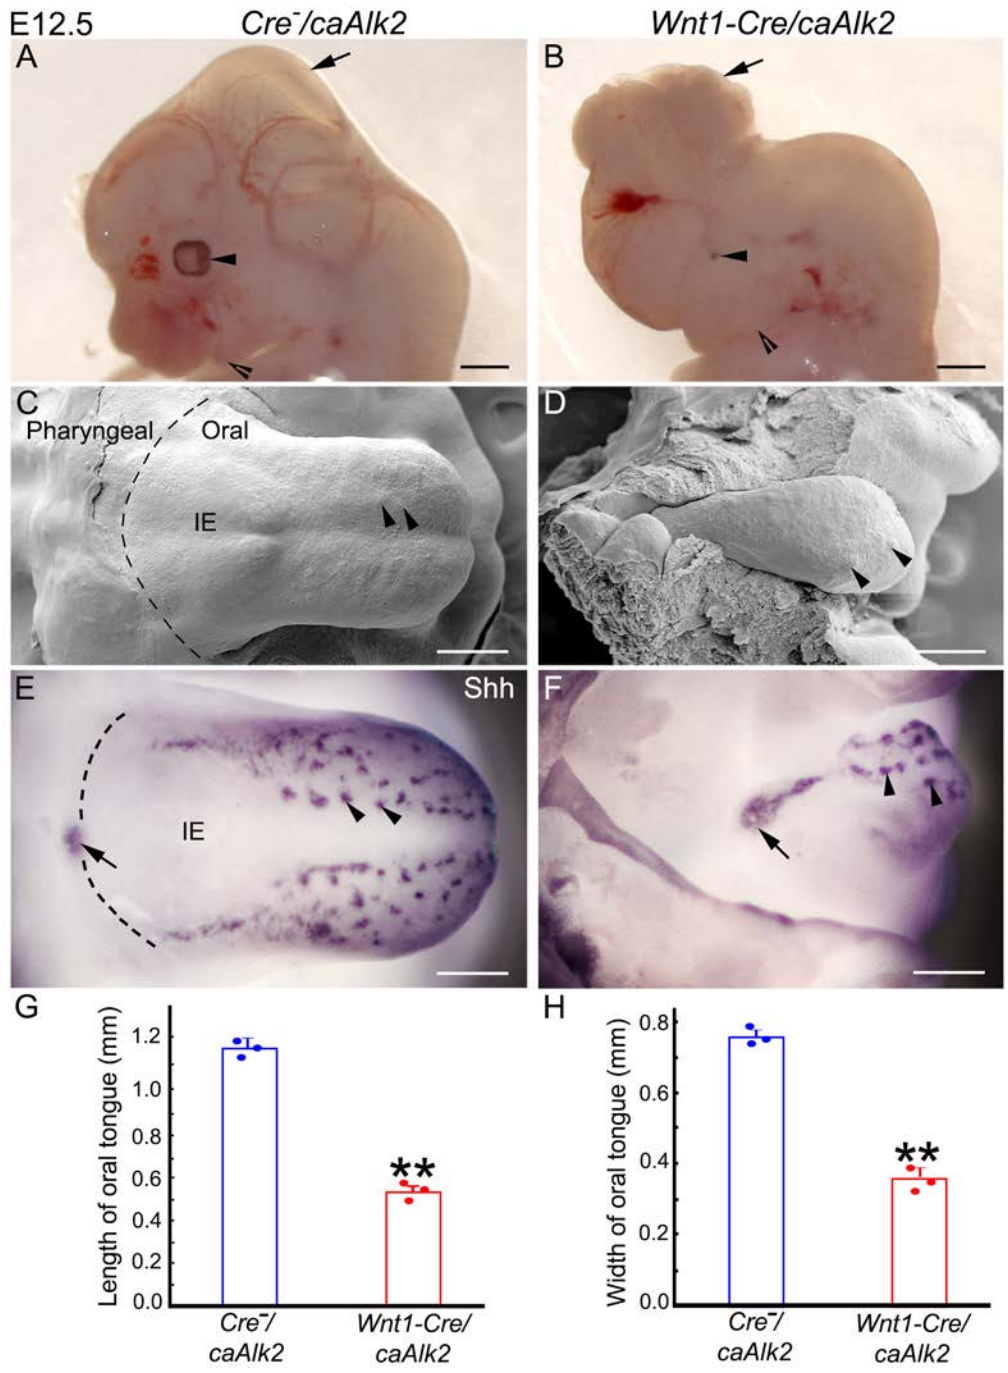 E12.5 Cre⁻/caAlk2 Wnt1-Cre/caAlk2
A B
C Pharyngeal Oral D
IE
E Shh F
IE
G H
Length of oral tongue (mm)
1.2
1.0
0.8
0.6
0.4
0.2
0.0
**
Cre⁻/ Wnt1-Cre/
caAlk2 caAlk2
Width of oral tongue (mm)
0.8
0.6
0.4
0.2
0.0
**
Cre⁻/ Wnt1-Cre/
caAlk2 caAlk2